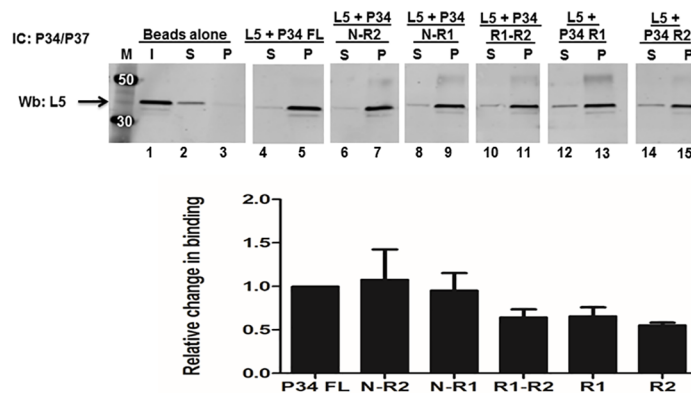 IC: P34/P37
Beads alone
L5 + P34 FL
L5 + P34
N-R2
L5 + P34
N-R1
L5 + P34
R1-R2
L5 +
P34 R1
L5 +
P34 R2
M I S P S P S P S P S P S P S P
50
Wb: L5
30
1 2 3 4 5 6 7 8 9 10 11 12 13 14 15
Relative change in binding
2.0
1.5
1.0
0.5
0.0
P34 FL N-R2 N-R1 R1-R2 R1 R2